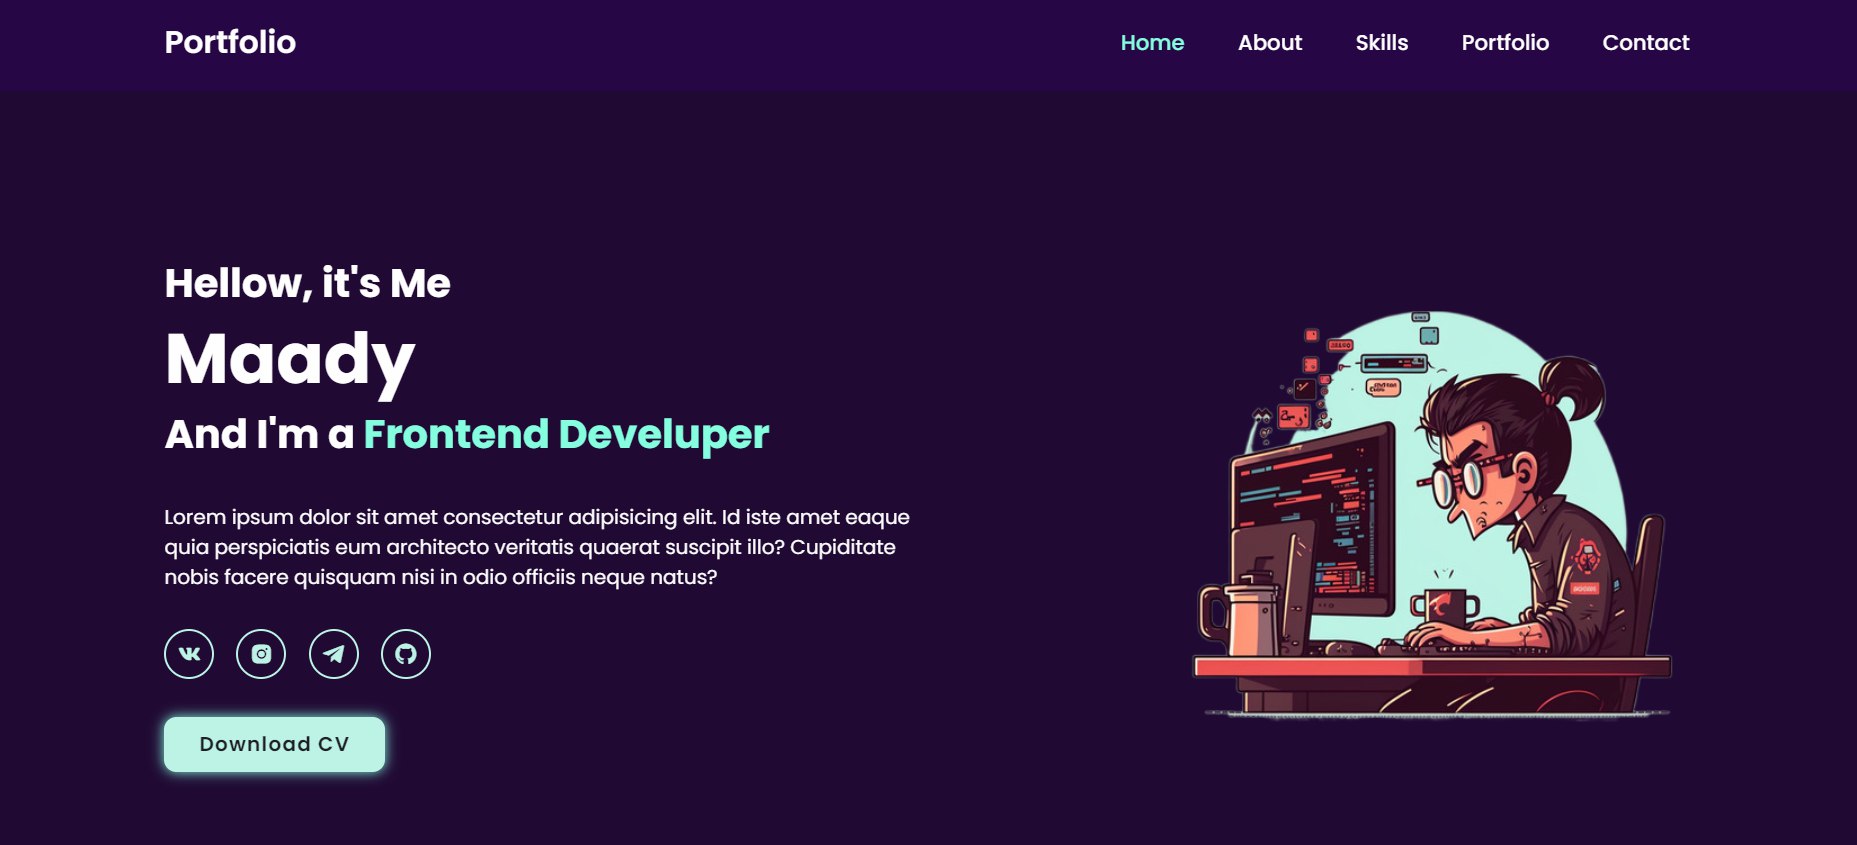 Portfolio
Home About Skills Portfolio Contact
Hellow, it's Me
Maady
And I'm a Frontend Develuper
Lorem ipsum dolor sit amet consectetur adipisicing elit. Id iste amet eaque
quia perspiciatis eum architecto veritatis quaerat suscipit illo? Cupiditate
nobis facere quisquam nisi in odio officiis neque natus?
Download CV